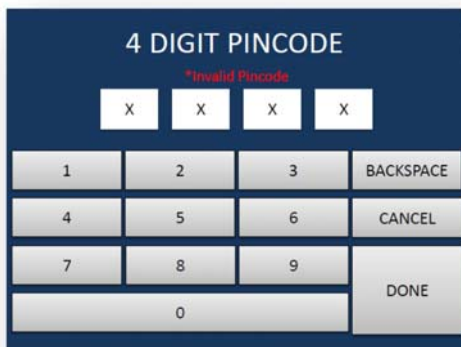 4 DIGIT PINCODE
*Invalid Pincode
X X X X
1 2 3 BACKSPACE
4 5 6 CANCEL
7 8 9
DONE
0